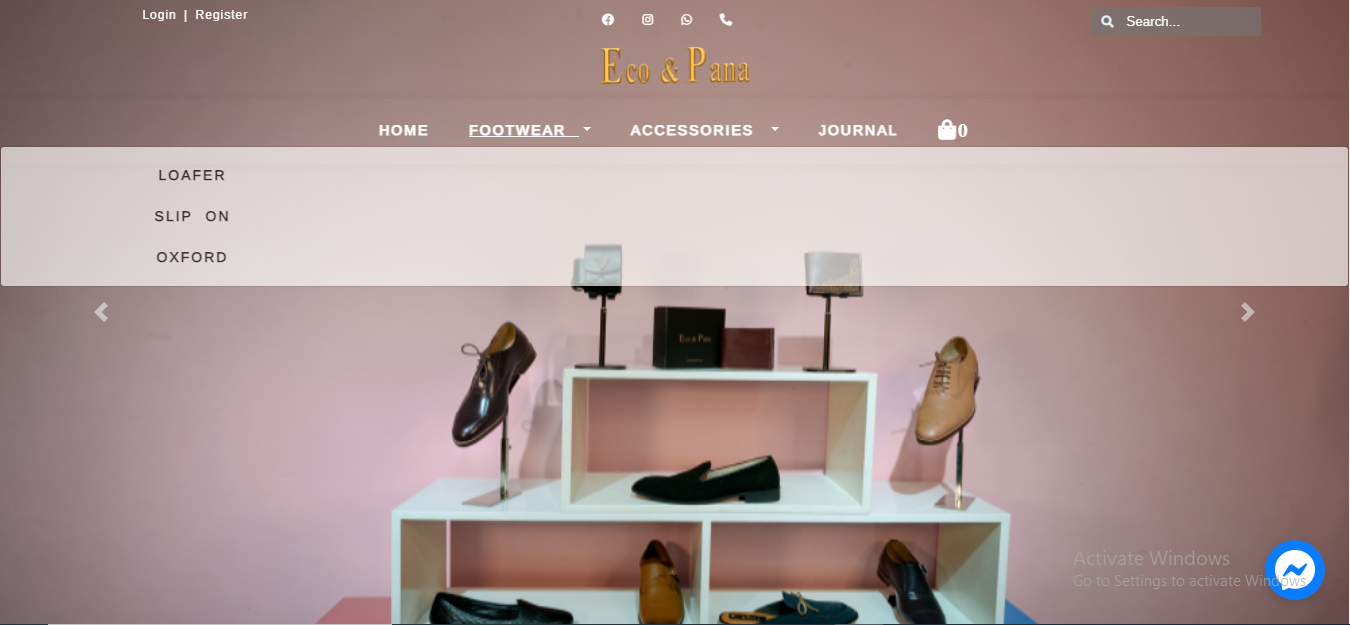 Login | Register
Search...
Eco & Pana
HOME FOOTWEAR ACCESSORIES JOURNAL 0
LOAFER
SLIP ON
OXFORD
Eco & Pana
Activate Windows
Go to Settings to activate Windows.